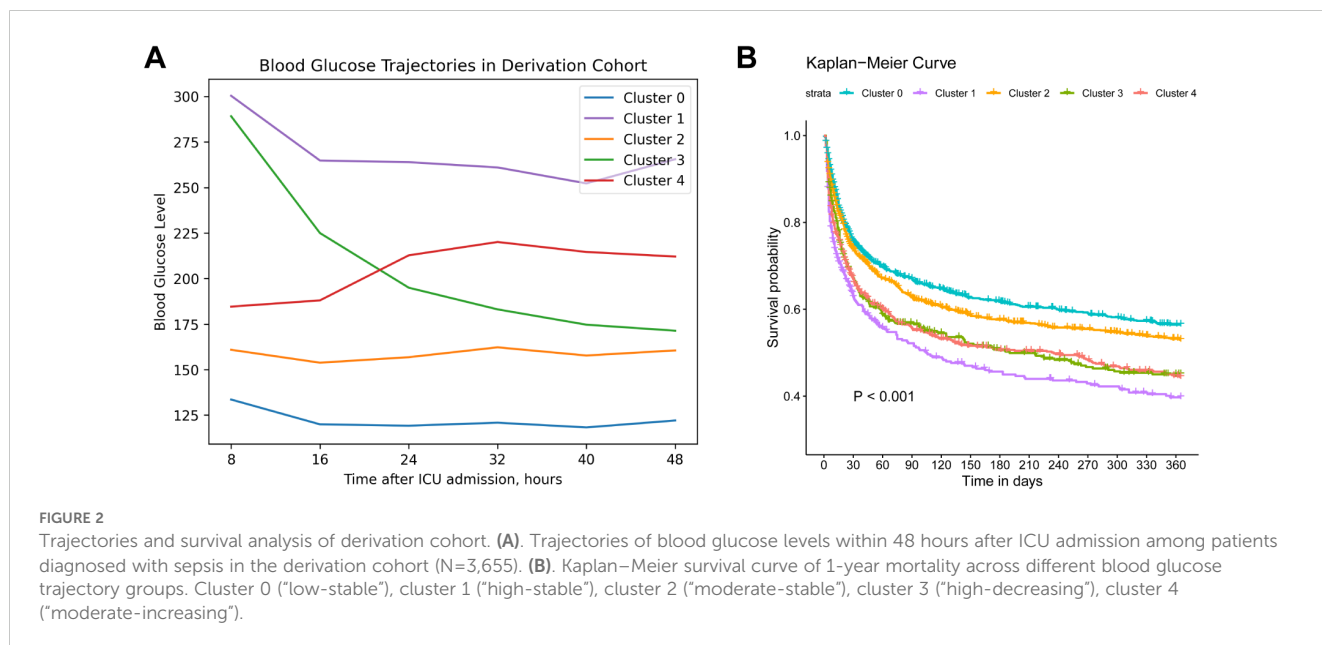 A
Blood Glucose Trajectories in Derivation Cohort
Blood Glucose Level
300
275
250
225
200
175
150
125
Cluster 0
Cluster 1
Cluster 2
Cluster 3
Cluster 4
8 16 24 32 40 48
Time after ICU admission, hours
B
Kaplan−Meier Curve
strata Cluster 0 Cluster 1 Cluster 2 Cluster 3 Cluster 4
Survival probability
1.0
0.8
0.6
0.4
P < 0.001
0 30 60 90 120 150 180 210 240 270 300 330 360
Time in days
FIGURE 2
Trajectories and survival analysis of derivation cohort. (A). Trajectories of blood glucose levels within 48 hours after ICU admission among patients
diagnosed with sepsis in the derivation cohort (N=3,655). (B). Kaplan–Meier survival curve of 1-year mortality across different blood glucose
trajectory groups. Cluster 0 (“low-stable”), cluster 1 (“high-stable”), cluster 2 (“moderate-stable”), cluster 3 (“high-decreasing”), cluster 4
(“moderate-increasing”).